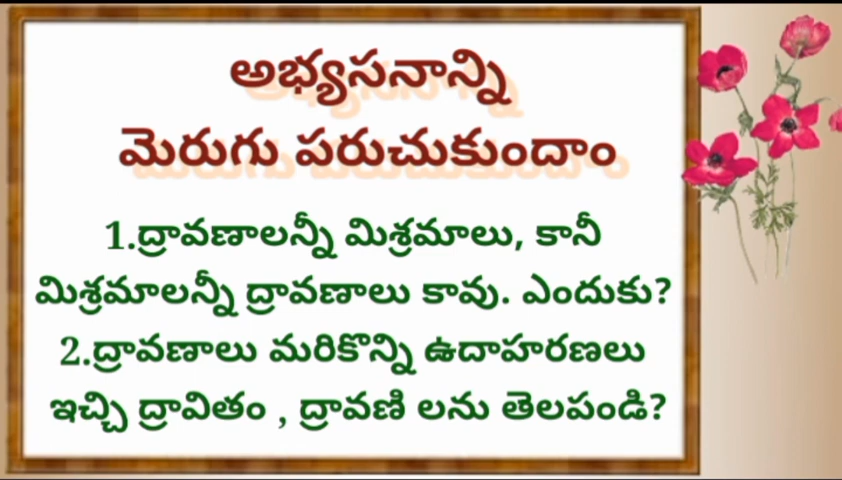 అభ్యసనాన్ని
మెరుగు పరుచుకుందాం
1.ద్రావణాలన్నీ మిశ్రమాలు, కానీ
మిశ్రమాలన్నీ ద్రావణాలు కావు. ఎందుకు?
2.ద్రావణాలు మరికొన్ని ఉదాహరణలు
ఇచ్చి ద్రావితం , ద్రావణి లను తెలపండి?